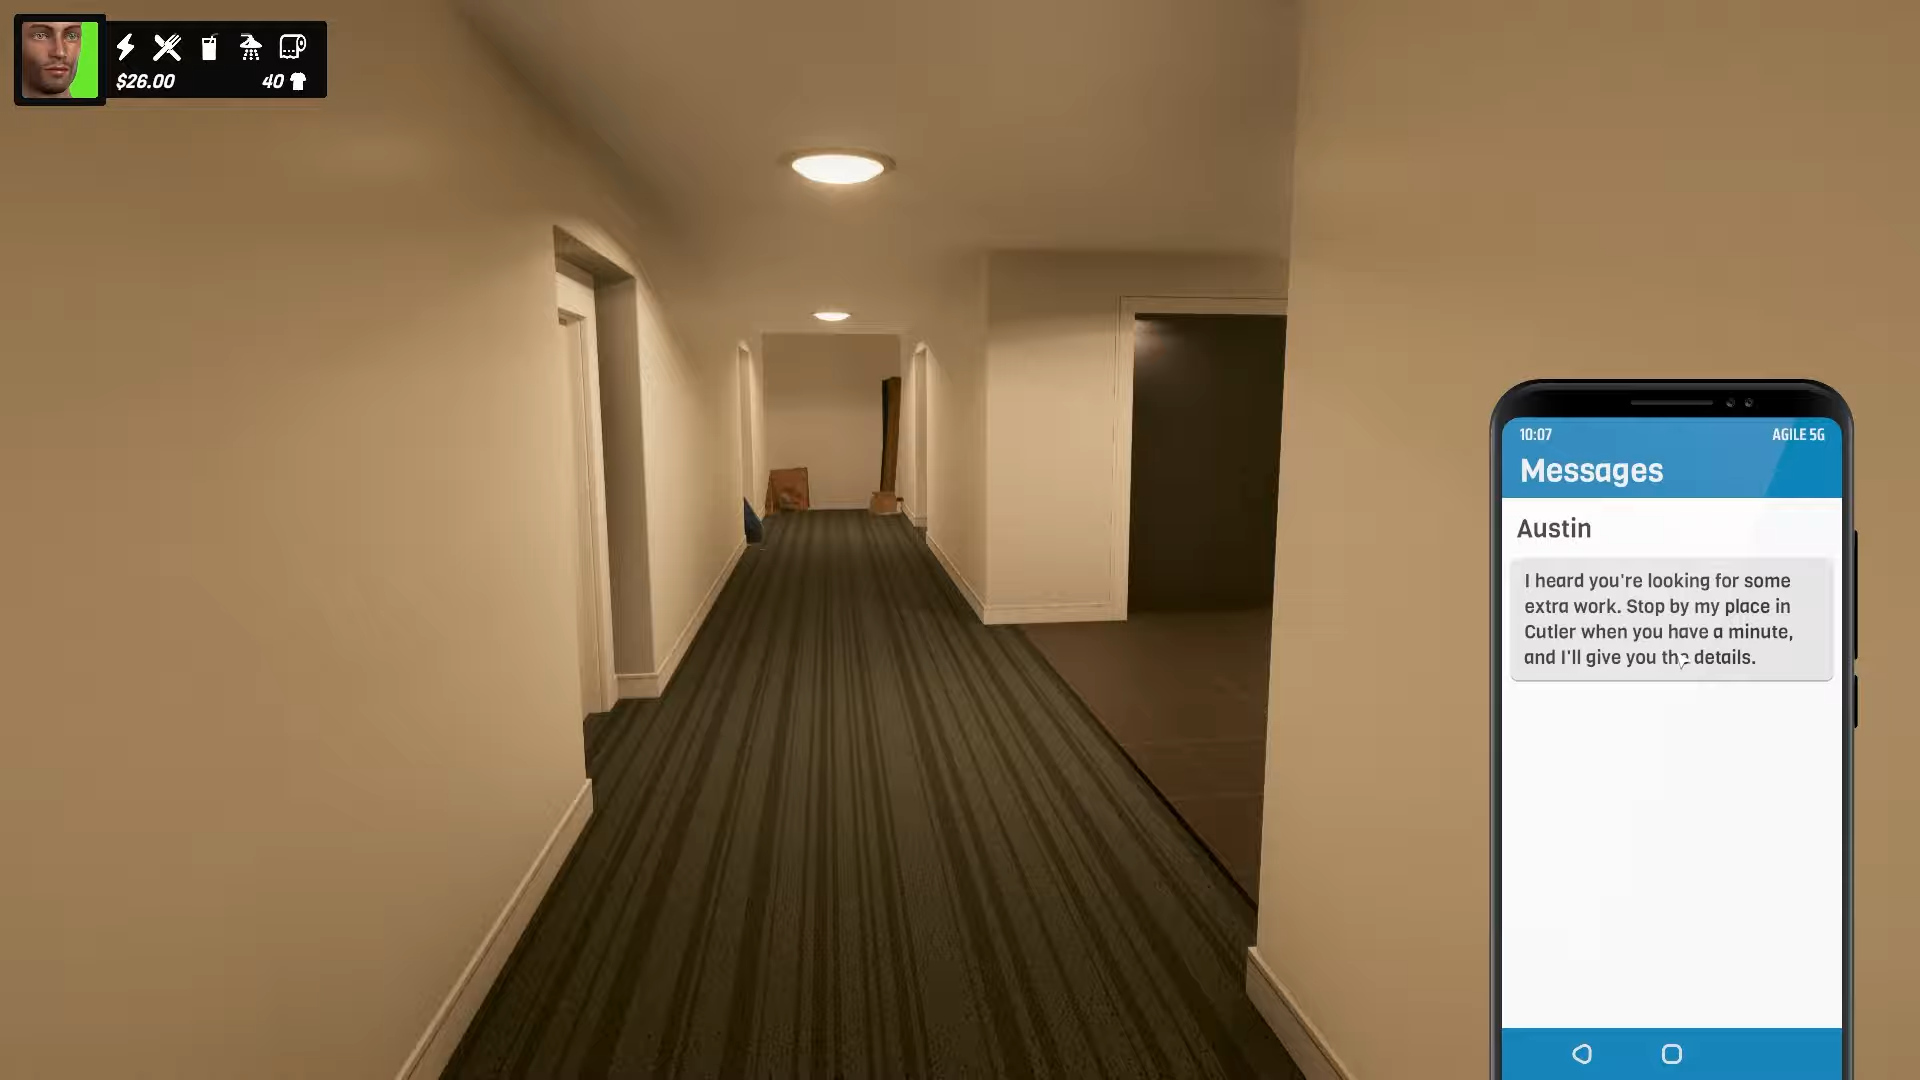 $26.00
40
10:07
AGILE 5G
Messages
Austin
I heard you're looking for some
extra work. Stop by my place in
Cutler when you have a minute,
and I'll give you the details.